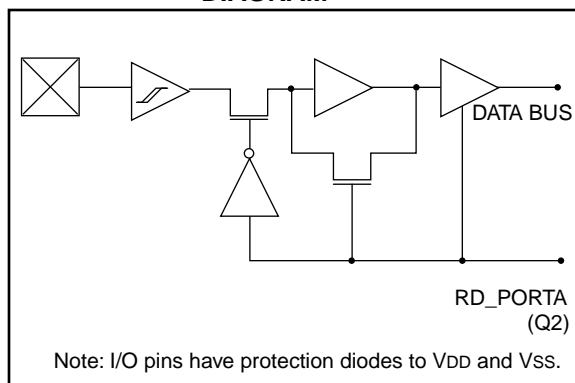 DIAGRAM
DATA BUS
RD_PORTA
(Q2)
Note: I/O pins have protection diodes to VDD and VSS.